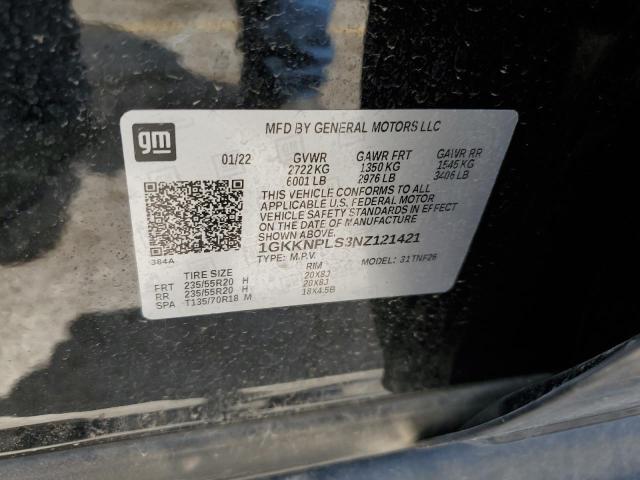 gm
MFD BY GENERAL MOTORS LLC
01/22 GVWR GAWR FRT GAWR RR
2722 KG 1350 KG 1545 KG
6001 LB 2976 LB 3406 LB
THIS VEHICLE CONFORMS TO ALL
APPLICABLE U.S. FEDERAL MOTOR
VEHICLE SAFETY STANDARDS IN EFFECT
ON THE DATE OF MANUFACTURE
SHOWN ABOVE.
1GKKNPLS3NZ121421
384A
TYPE: M.P.V. MODEL: 31TNF26
TIRE SIZE RIM
FRT 235/55R20 H 20X8J
RR 235/55R20 H 20X8J
SPA T135/70R18 M 18X4.5B